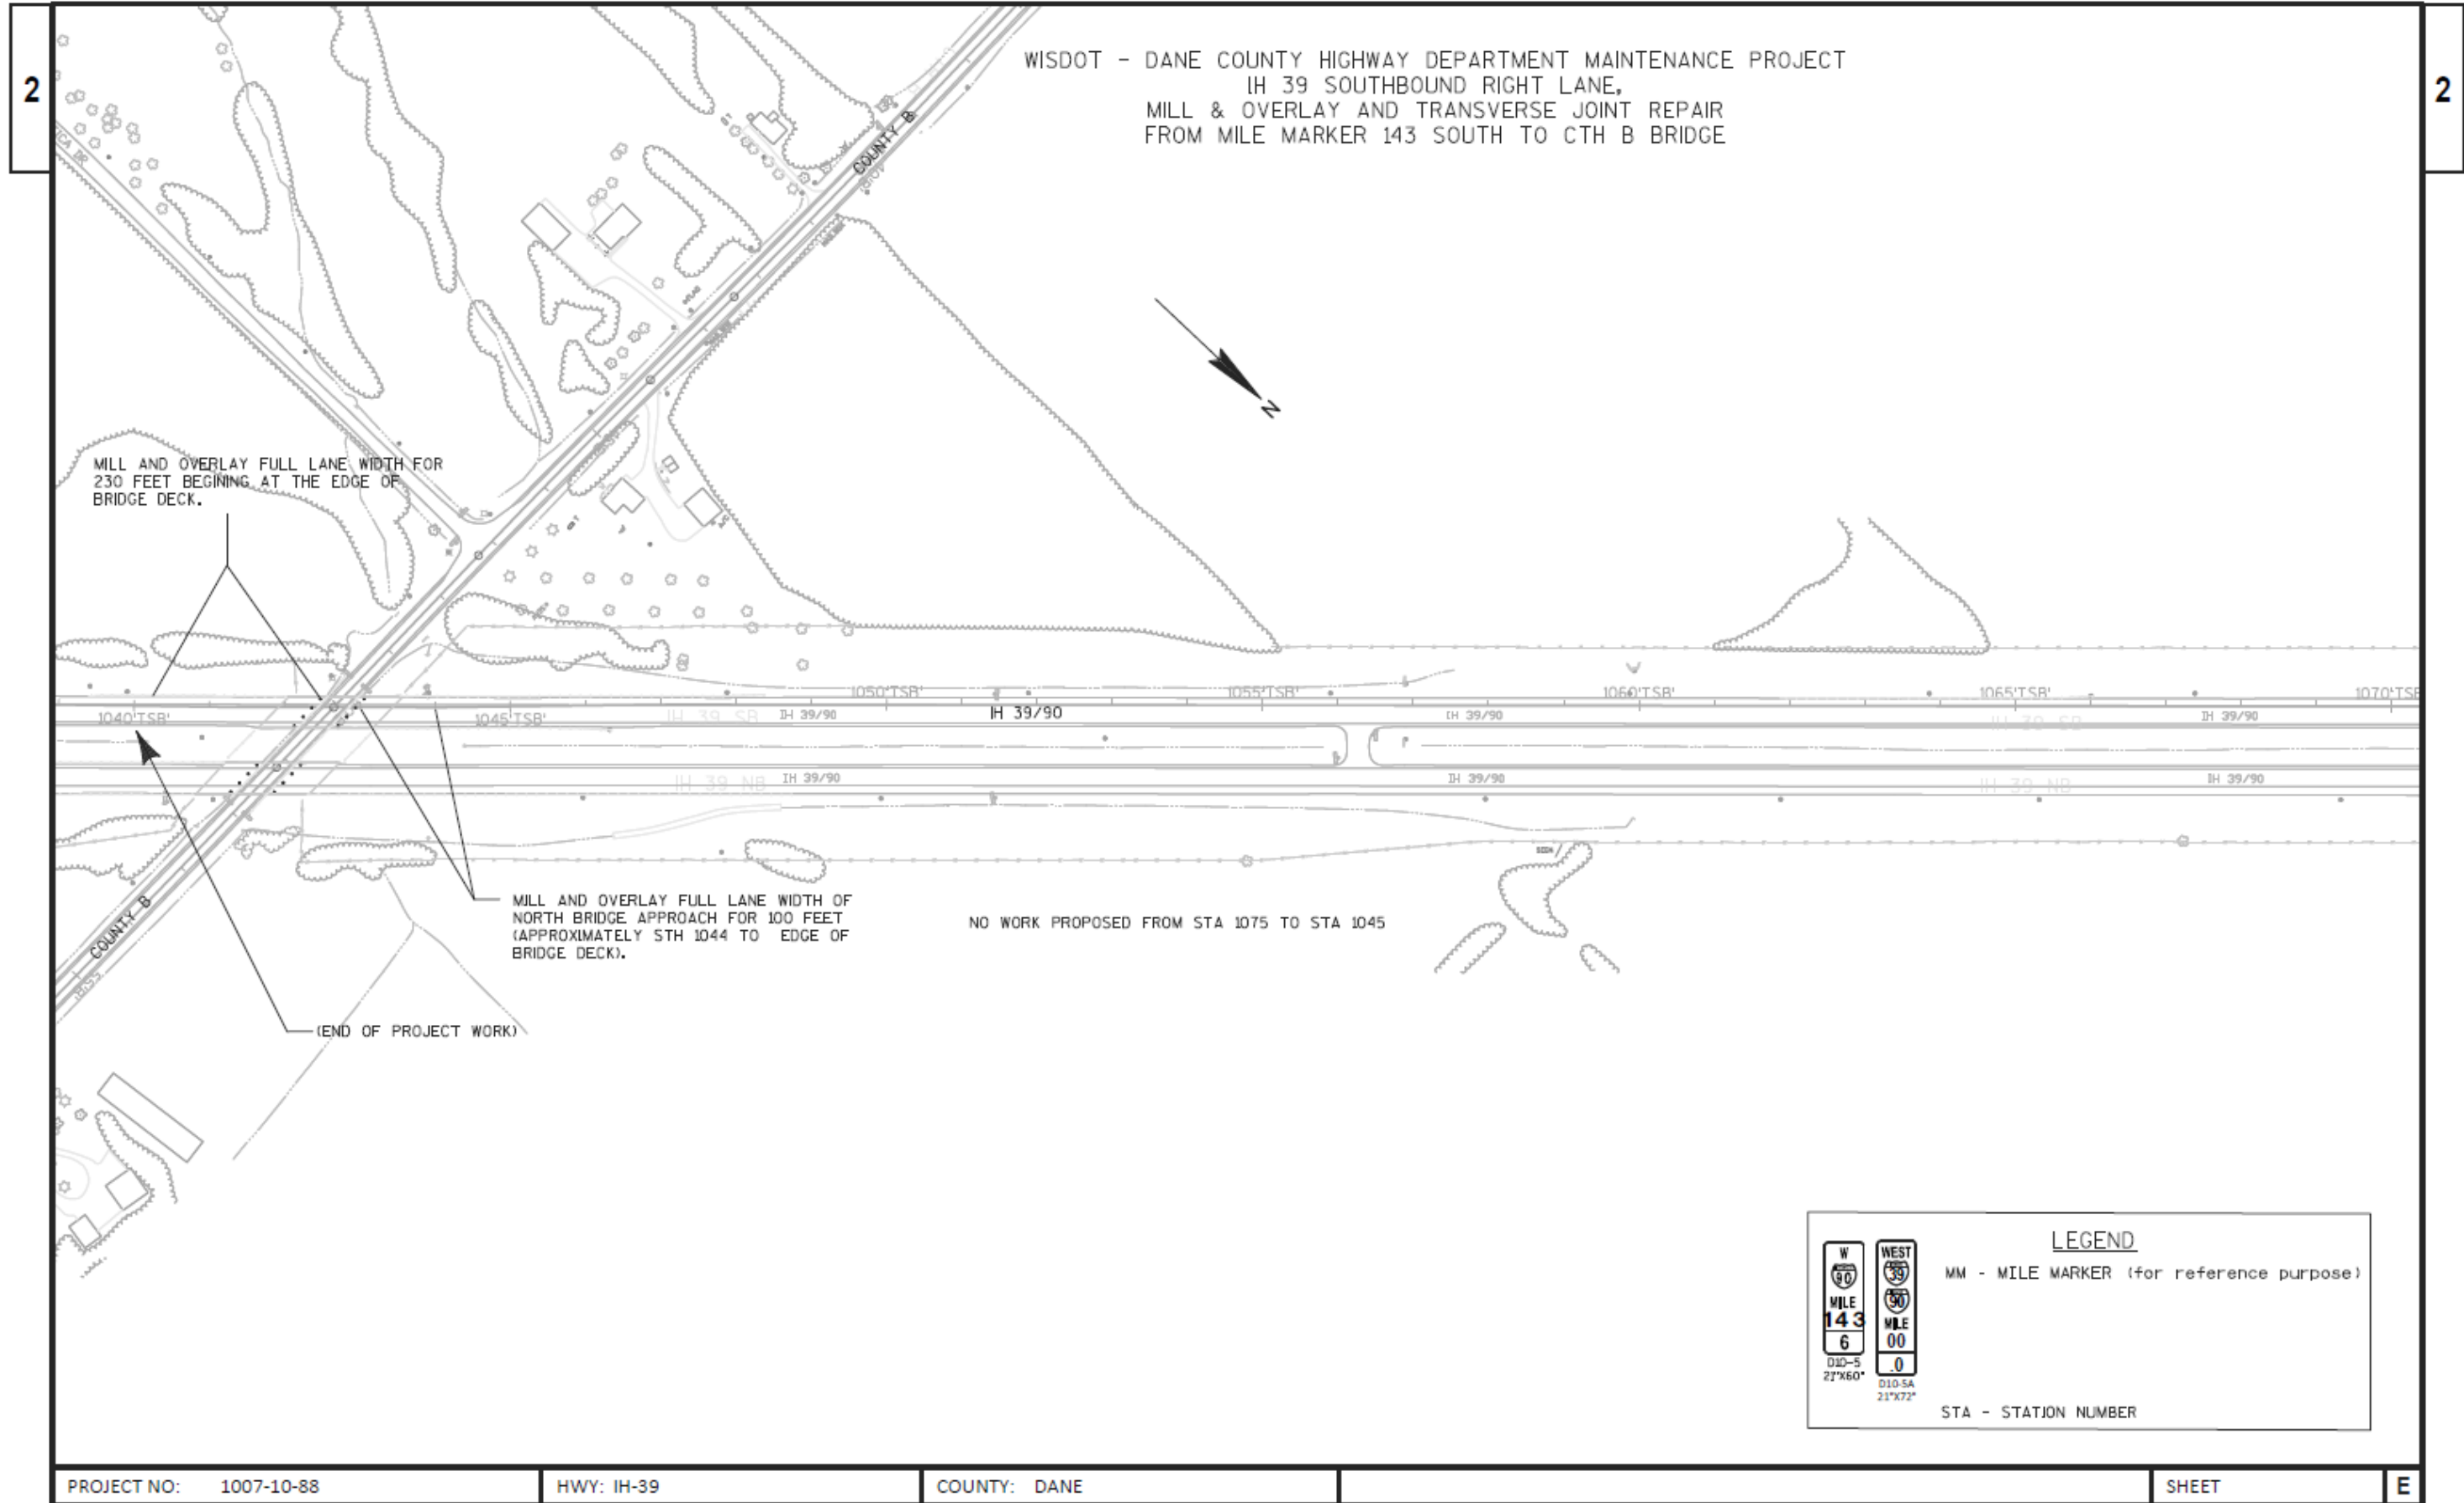 2
2
WISDOT - DANE COUNTY HIGHWAY DEPARTMENT MAINTENANCE PROJECT
IH 39 SOUTHBOUND RIGHT LANE,
MILL & OVERLAY AND TRANSVERSE JOINT REPAIR
FROM MILE MARKER 143 SOUTH TO CTH B BRIDGE
COUNTY B
N
MILL AND OVERLAY FULL LANE WIDTH FOR
230 FEET BEGINING AT THE EDGE OF
BRIDGE DECK.
1050'TSB'
1055'TSB'
1060'TSB'
1065'TSB'
1070'TSB'
1040'TSB'
1045'TSB'
IH 39 SB
IH 39/90
IH 39/90
IH 39/90
IH 39 SB
IH 39/90
IH 39 NB
IH 39/90
IH 39/90
IH 39 NB
IH 39/90
COUNTY B
MILL AND OVERLAY FULL LANE WIDTH OF
NORTH BRIDGE APPROACH FOR 100 FEET
(APPROXIMATELY STH 1044 TO EDGE OF
BRIDGE DECK).
NO WORK PROPOSED FROM STA 1075 TO STA 1045
(END OF PROJECT WORK)
LEGEND
W
90
MILE
143
6
D10-5
21"X60"
WEST
39
90
MILE
00
.0
D10-5A
21"X72"
MM - MILE MARKER (for reference purpose)
STA - STATION NUMBER
PROJECT NO: 1007-10-88
HWY: IH-39
COUNTY: DANE
SHEET
E